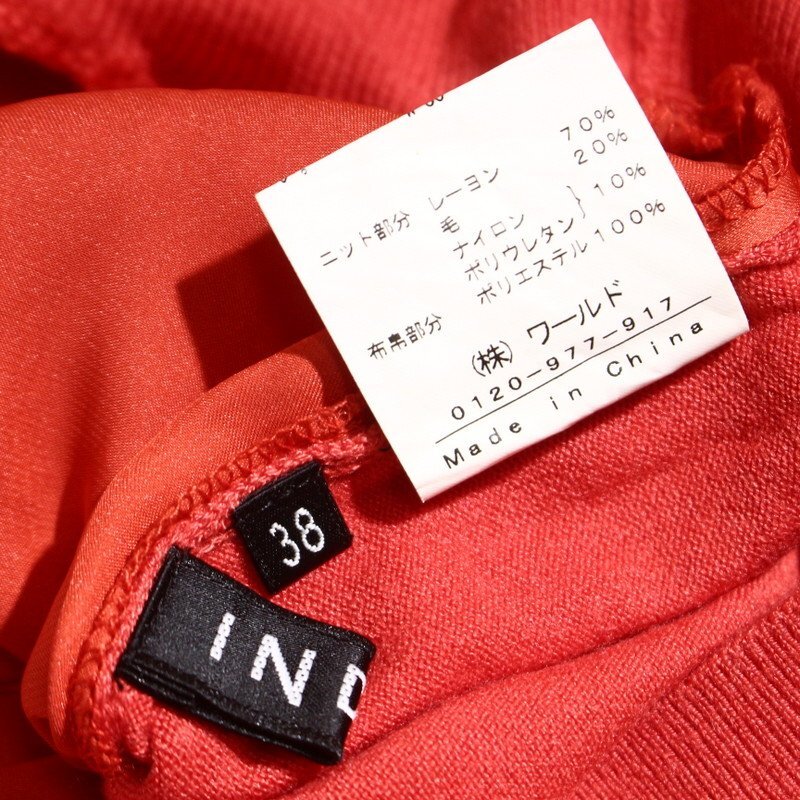 ニット部分 レーヨン 70%
毛 20%
ナイロン
ポリウレタン } 10%
布帛部分 ポリエステル 100%
(株) ワールド
0120-977-917
Made in China
38
IND